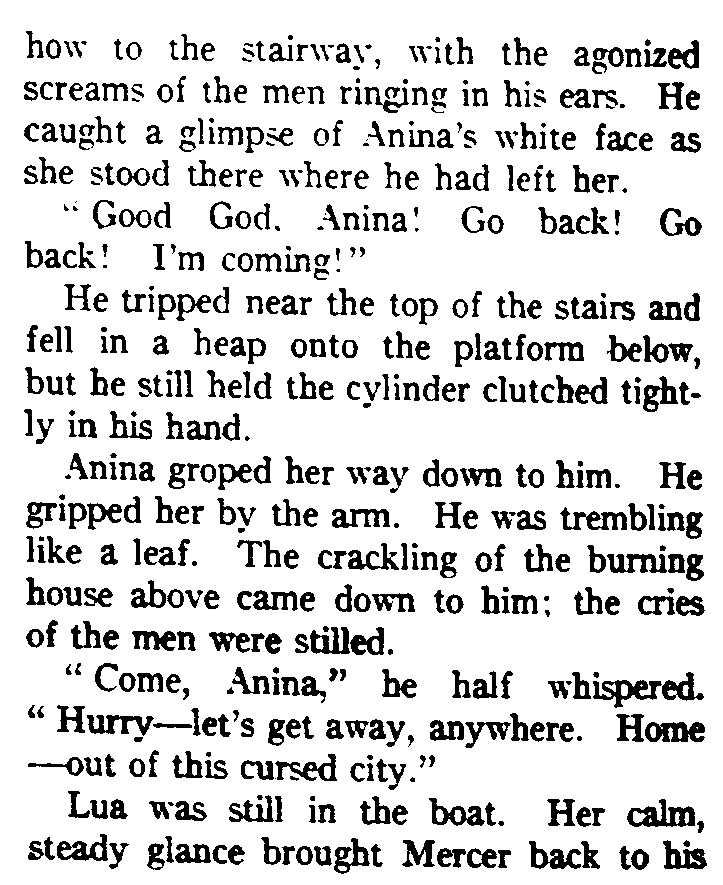 how to the stairway, with the agonized
screams of the men ringing in his ears. He
caught a glimpse of Anina's white face as
she stood there where he had left her.
" Good God. Anina! Go back! Go
back! I'm coming!"
He tripped near the top of the stairs and
fell in a heap onto the platform below,
but he still held the cylinder clutched tight-
ly in his hand.
Anina groped her way down to him. He
gripped her by the arm. He was trembling
like a leaf. The crackling of the burning
house above came down to him; the cries
of the men were stilled.
" Come, Anina," he half whispered.
" Hurry—let's get away, anywhere. Home
—out of this cursed city."
Lua was still in the boat. Her calm,
steady glance brought Mercer back to his